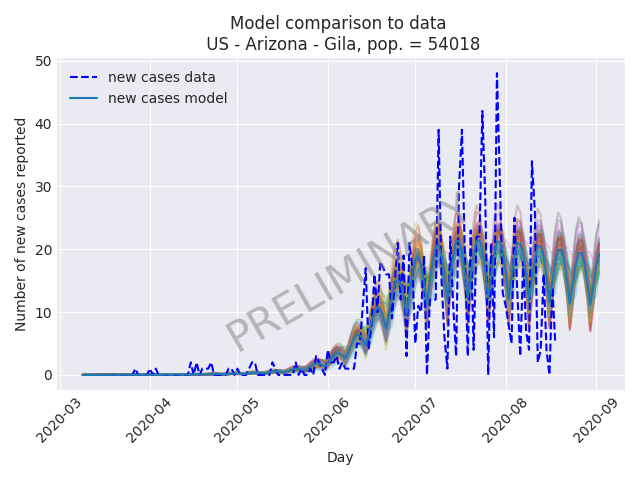 Model comparison to data
US - Arizona - Gila, pop. = 54018
new cases data
new cases model
PRELIMINARY
Number of new cases reported
50
40
30
20
10
0
2020-03
2020-04
2020-05
2020-06
2020-07
2020-08
2020-09
Day